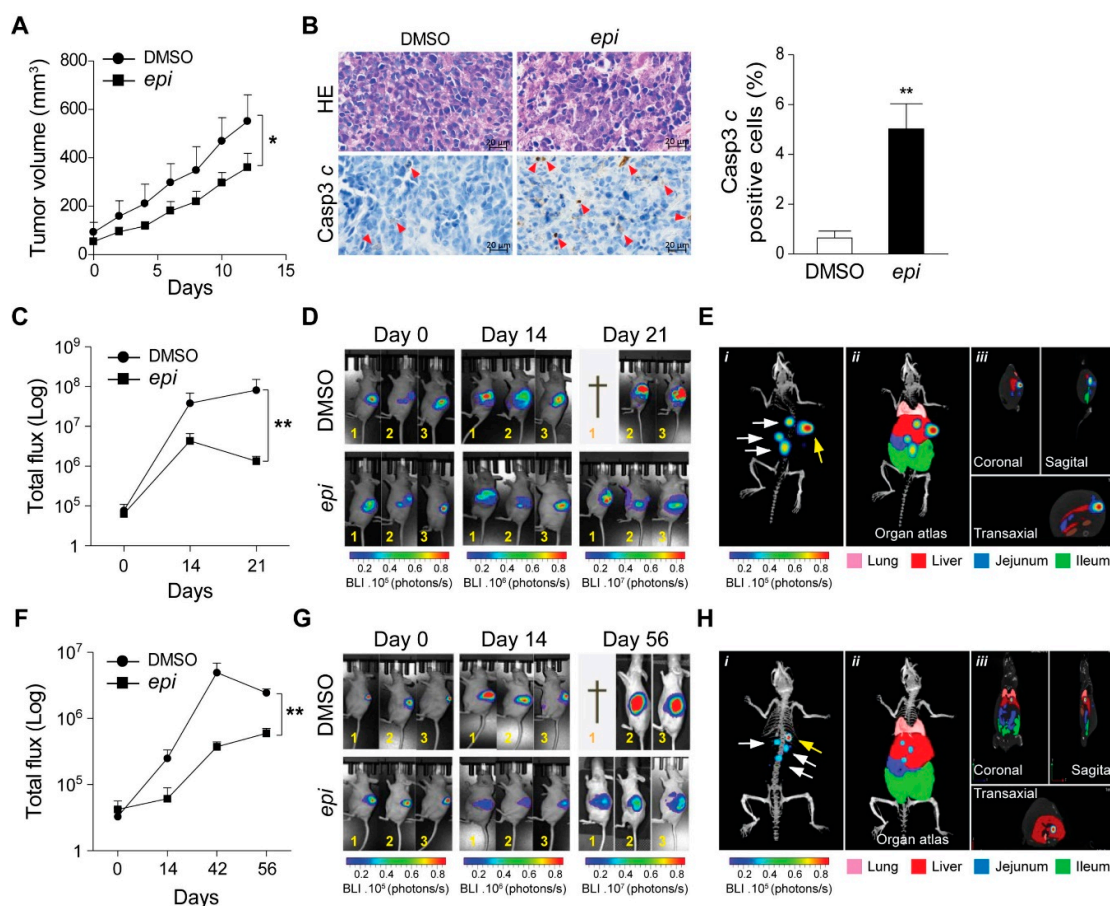 A
DMSO
epi
Tumor volume (mm³)
800
600
400
200
0
0 5 10 15
Days
*
B
DMSO epi
HE
20 µm 20 µm
Casp3 c
20 µm 20 µm
Casp3 c
positive cells (%)
8
6
4
2
0
**
DMSO epi
C
DMSO
epi
Total flux (Log)
10⁹
10⁸
10⁷
10⁶
10⁵
1
0 14 21
Days
**
D
Day 0 Day 14 Day 21
DMSO
1 2 3 1 2 3 1 2 3
epi
1 2 3 1 2 3 1 2 3
0.2 0.4 0.6 0.8 0.2 0.4 0.6 0.8 0.2 0.4 0.6 0.8
BLI .10⁶ (photons/s) BLI .10⁶ (photons/s) BLI .10⁷ (photons/s)
E
i ii iii
Coronal Sagital
Transaxial
Organ atlas
0.2 0.4 0.6 0.8
BLI .10⁵ (photons/s)
Lung Liver Jejunum Ileum
F
DMSO
epi
Total flux (Log)
10⁷
10⁶
10⁵
1
0 14 42 56
Days
**
G
Day 0 Day 14 Day 56
DMSO
1 2 3 1 2 3 1 2 3
epi
1 2 3 1 2 3 1 2 3
0.2 0.4 0.6 0.8 0.2 0.4 0.6 0.8 0.2 0.4 0.6 0.8
BLI .10⁵ (photons/s) BLI .10⁶ (photons/s) BLI .10⁷ (photons/s)
H
i ii iii
Coronal Sagital
Transaxial
Organ atlas
0.2 0.4 0.6 0.8
BLI .10⁵ (photons/s)
Lung Liver Jejunum Ileum